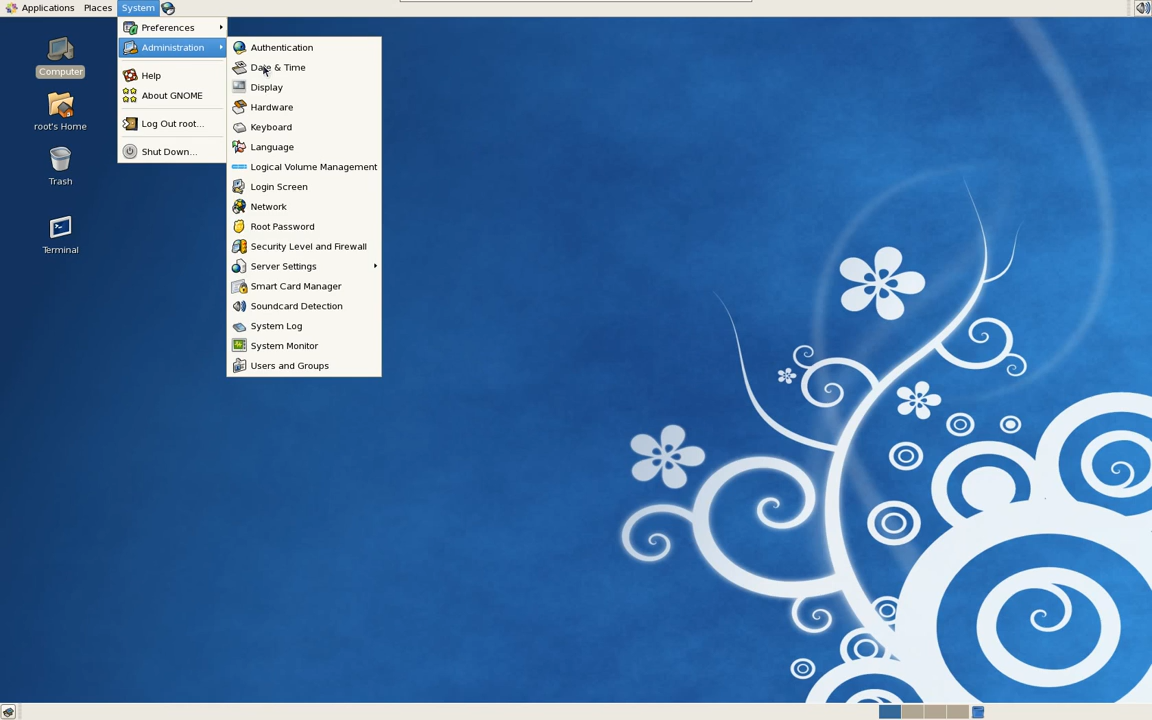 Applications Places System
Preferences
Administration
Help
About GNOME
Log Out root...
Shut Down...
Authentication
Date & Time
Display
Hardware
Keyboard
Language
Logical Volume Management
Login Screen
Network
Root Password
Security Level and Firewall
Server Settings
Smart Card Manager
Soundcard Detection
System Log
System Monitor
Users and Groups
Computer
root's Home
Trash
Terminal